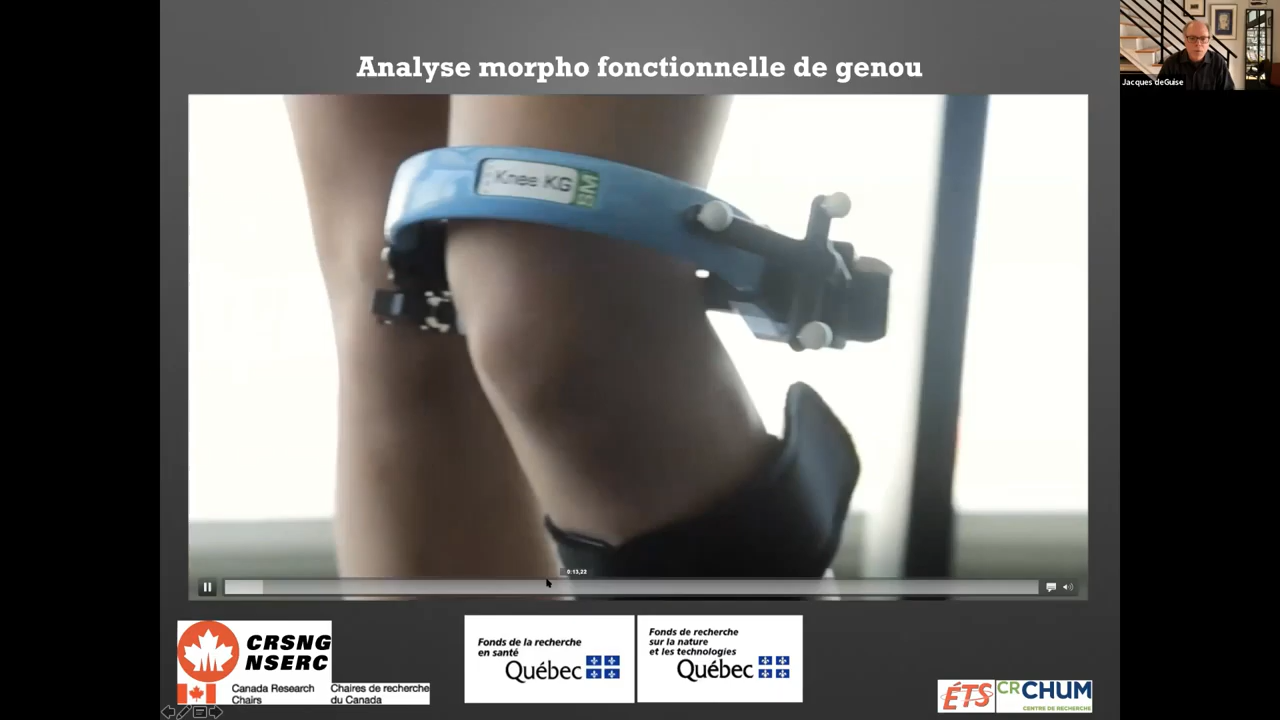 Analyse morpho fonctionnelle de genou
Jacques deGuise
Knee KG
BM
0:13,22
CRSNG
NSERC
Canada Research
Chairs
Chaires de recherche
du Canada
Fonds de la recherche
en santé
Québec
Fonds de recherche
sur la nature
et les technologies
Québec
ÉTS
CRCHUM
CENTRE DE RECHERCHE